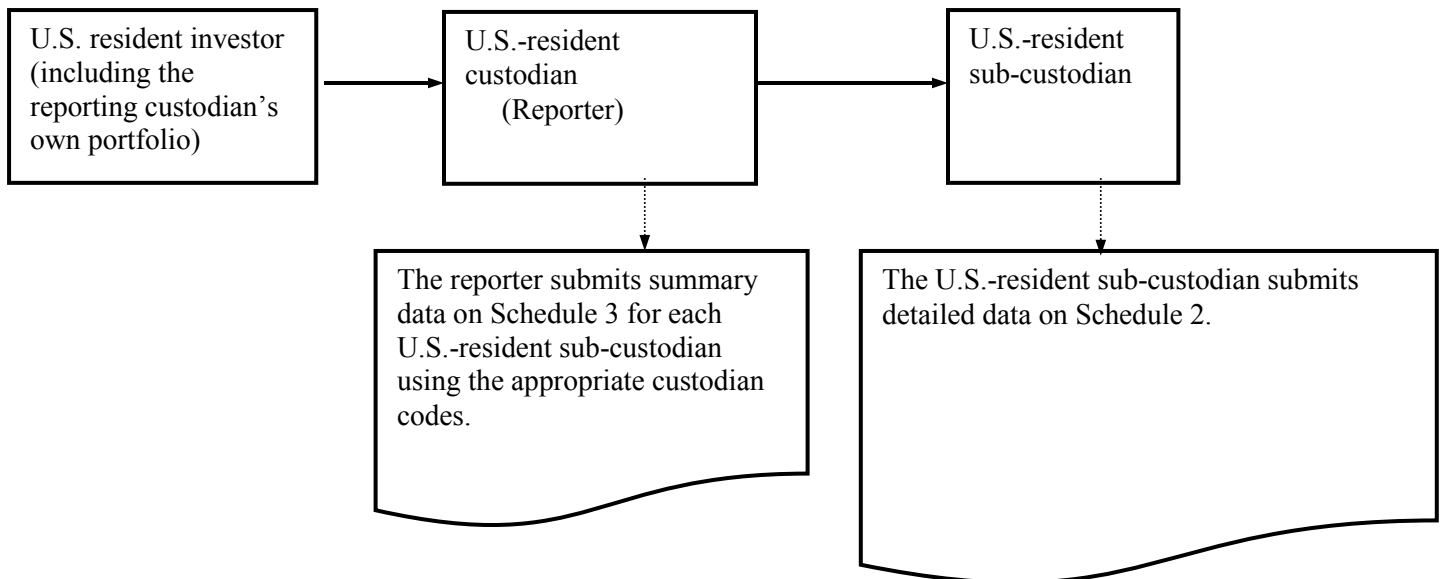 U.S. resident investor
(including the
reporting custodian’s
own portfolio)
U.S.-resident
custodian
(Reporter)
U.S.-resident
sub-custodian
The reporter submits summary
data on Schedule 3 for each
U.S.-resident sub-custodian
using the appropriate custodian
codes.
The U.S.-resident sub-custodian submits
detailed data on Schedule 2.